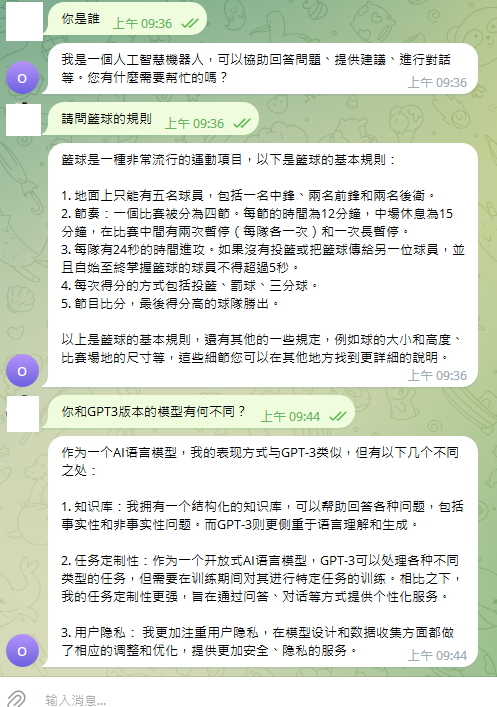 你是誰 上午 09:36
我是一個人工智慧機器人，可以協助回答問題、提供建議、進行對話
等。您有什麼需要幫忙的嗎？
上午 09:36
O
請問籃球的規則 上午 09:36
籃球是一種非常流行的運動項目，以下是籃球的基本規則：
1. 地面上只能有五名球員，包括一名中鋒、兩名前鋒和兩名後衛。
2. 節奏：一個比賽被分為四節。每節的時間為12分鐘，中場休息為15
分鐘，在比賽中間有兩次暫停（每隊各一次）和一次長暫停。
3. 每隊有24秒的時間進攻。如果沒有投籃或把籃球傳給另一位球員，並
且自始至終掌握籃球的球員不得超過5秒。
4. 每次得分的方式包括投籃、罰球、三分球。
5. 節目比分，最後得分高的球隊勝出。
以上是籃球的基本規則，還有其他的一些規定，例如球的大小和高度、
比賽場地的尺寸等，這些細節您可以在其他地方找到更詳細的說明。
上午 09:36
O
你和GPT3版本的模型有何不同？ 上午 09:44
作为一个AI语言模型，我的表现方式与GPT-3类似，但有以下几个不同
之处：
1. 知识库：我拥有一个结构化的知识库，可以帮助回答各种问题，包括
事实性和非事实性问题。而GPT-3则更侧重于语言理解和生成。
2. 任务定制性：作为一个开放式AI语言模型，GPT-3可以处理各种不同
类型的任务，但需要在训练期间对其进行特定任务的训练。相比之下，
我的任务定制性更强，旨在通过问答、对话等方式提供个性化服务。
3. 用户隐私： 我更加注重用户隐私，在模型设计和数据收集方面都做
了相应的调整和优化，提供更加安全、隐私的服务。
上午 09:44
O
输入消息...